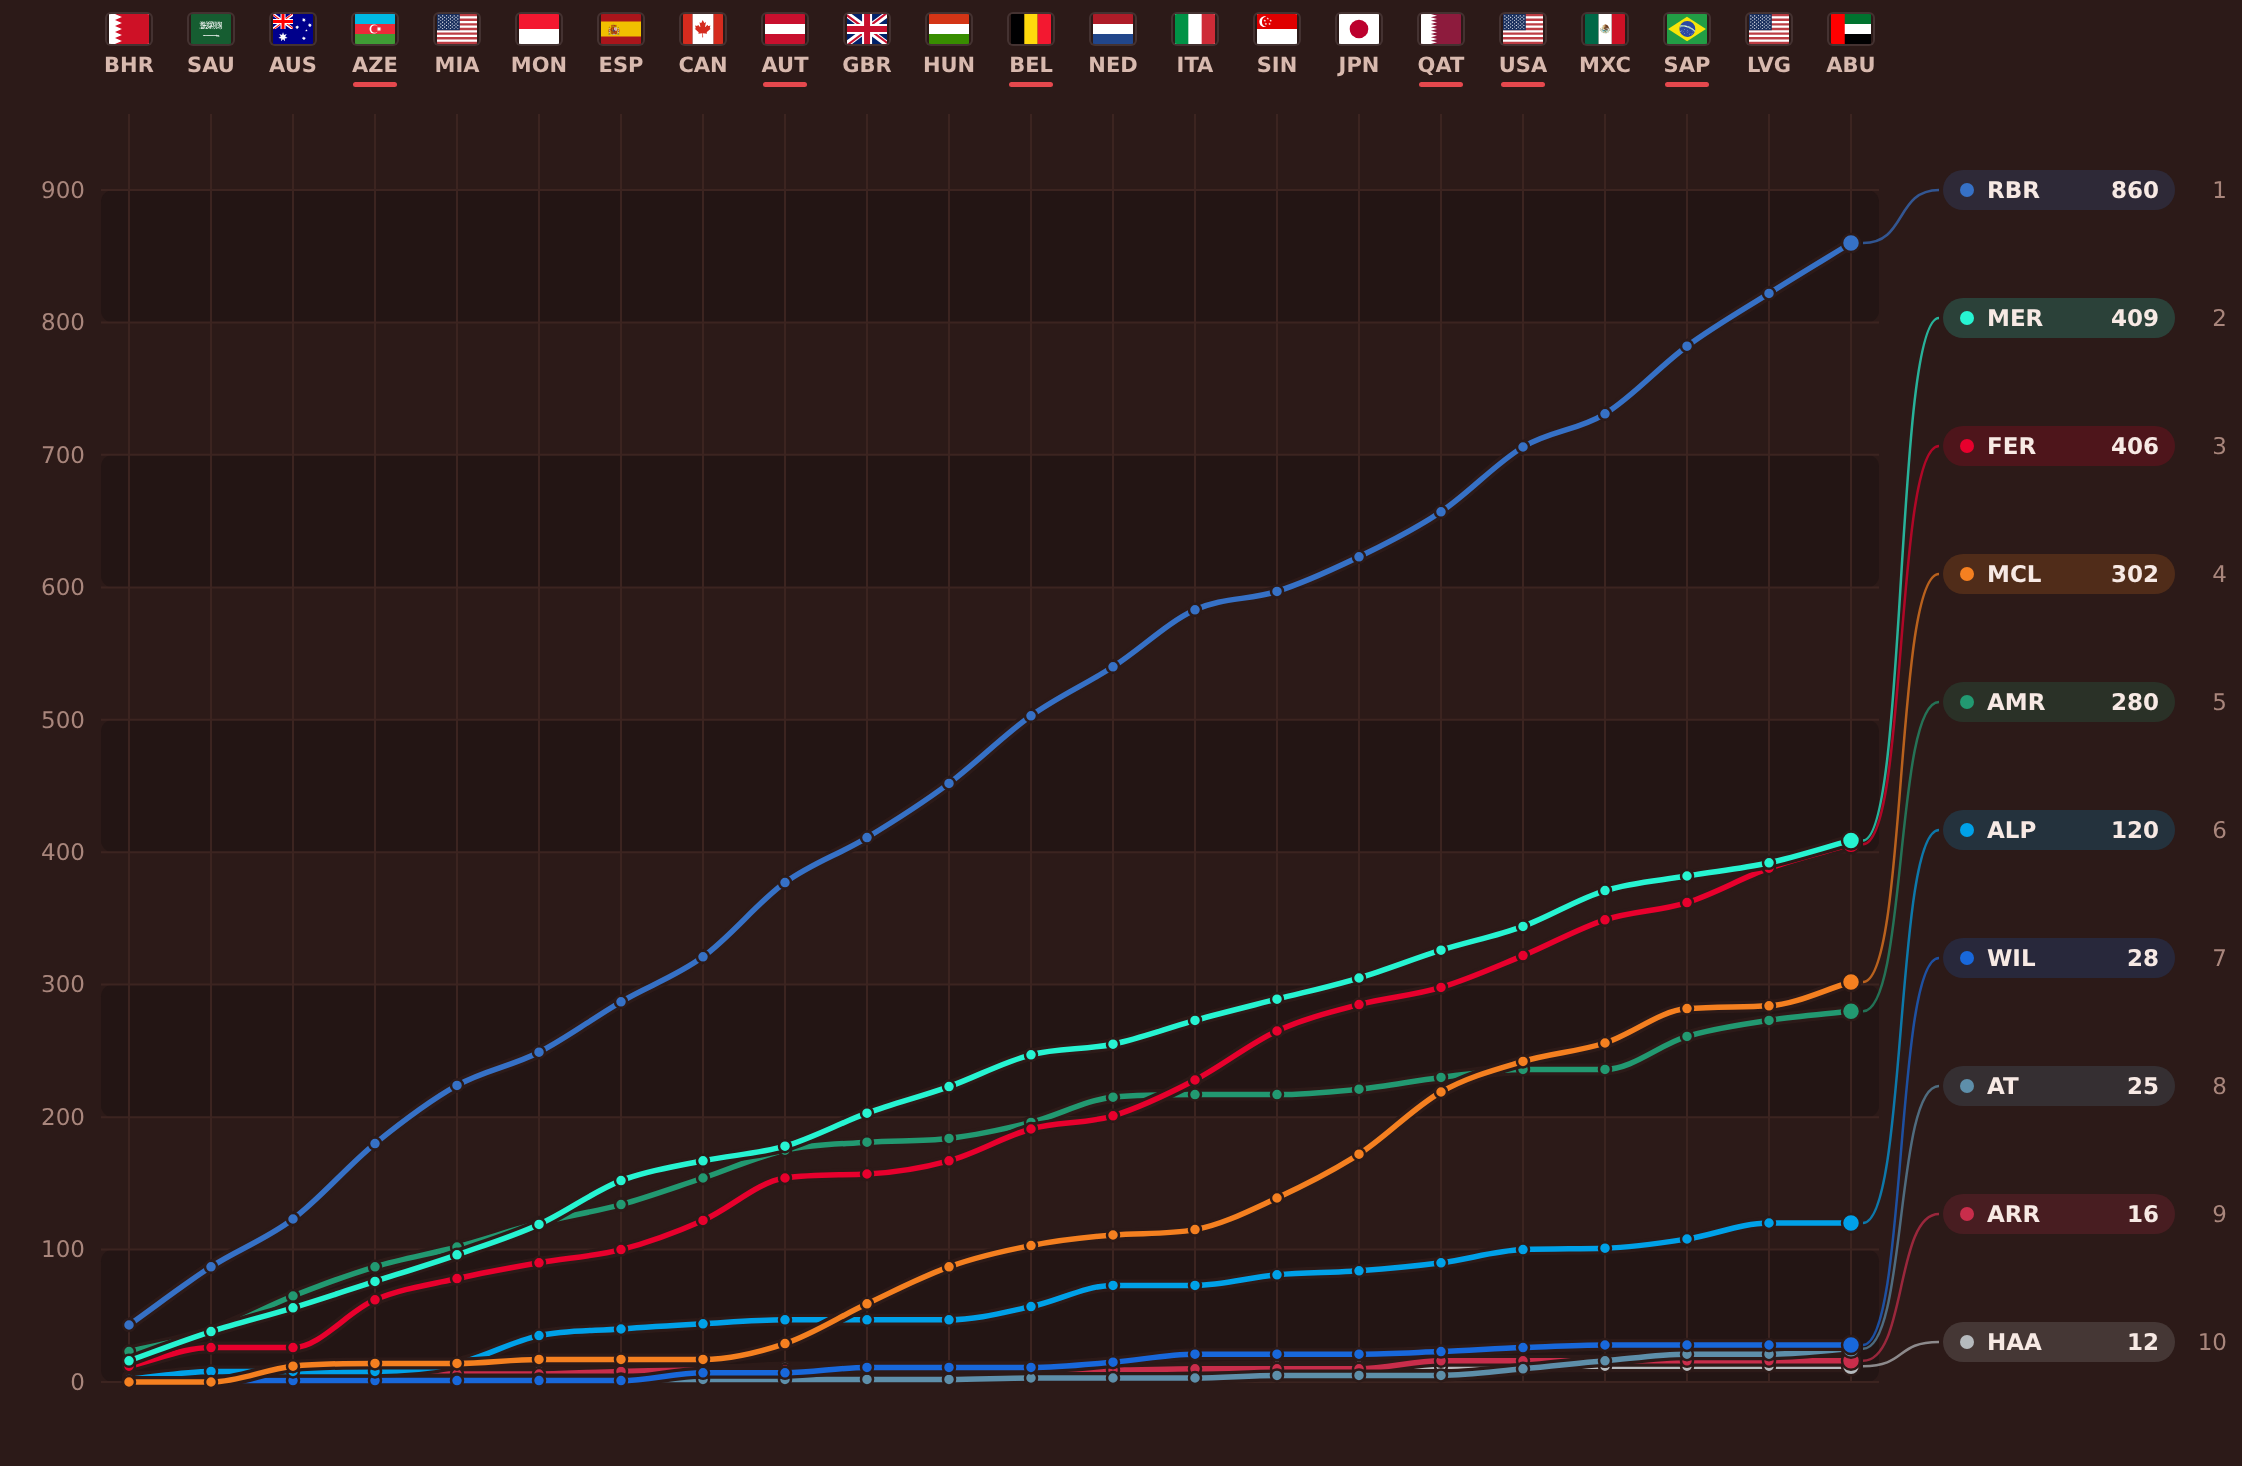 BHR SAU AUS AZE MIA MON ESP CAN AUT GBR HUN BEL NED ITA SIN JPN QAT USA MXC SAP LVG ABU
900
800
700
600
500
400
300
200
100
0
RBR 860 1
MER 409 2
FER 406 3
MCL 302 4
AMR 280 5
ALP 120 6
WIL 28 7
AT 25 8
ARR 16 9
HAA 12 10